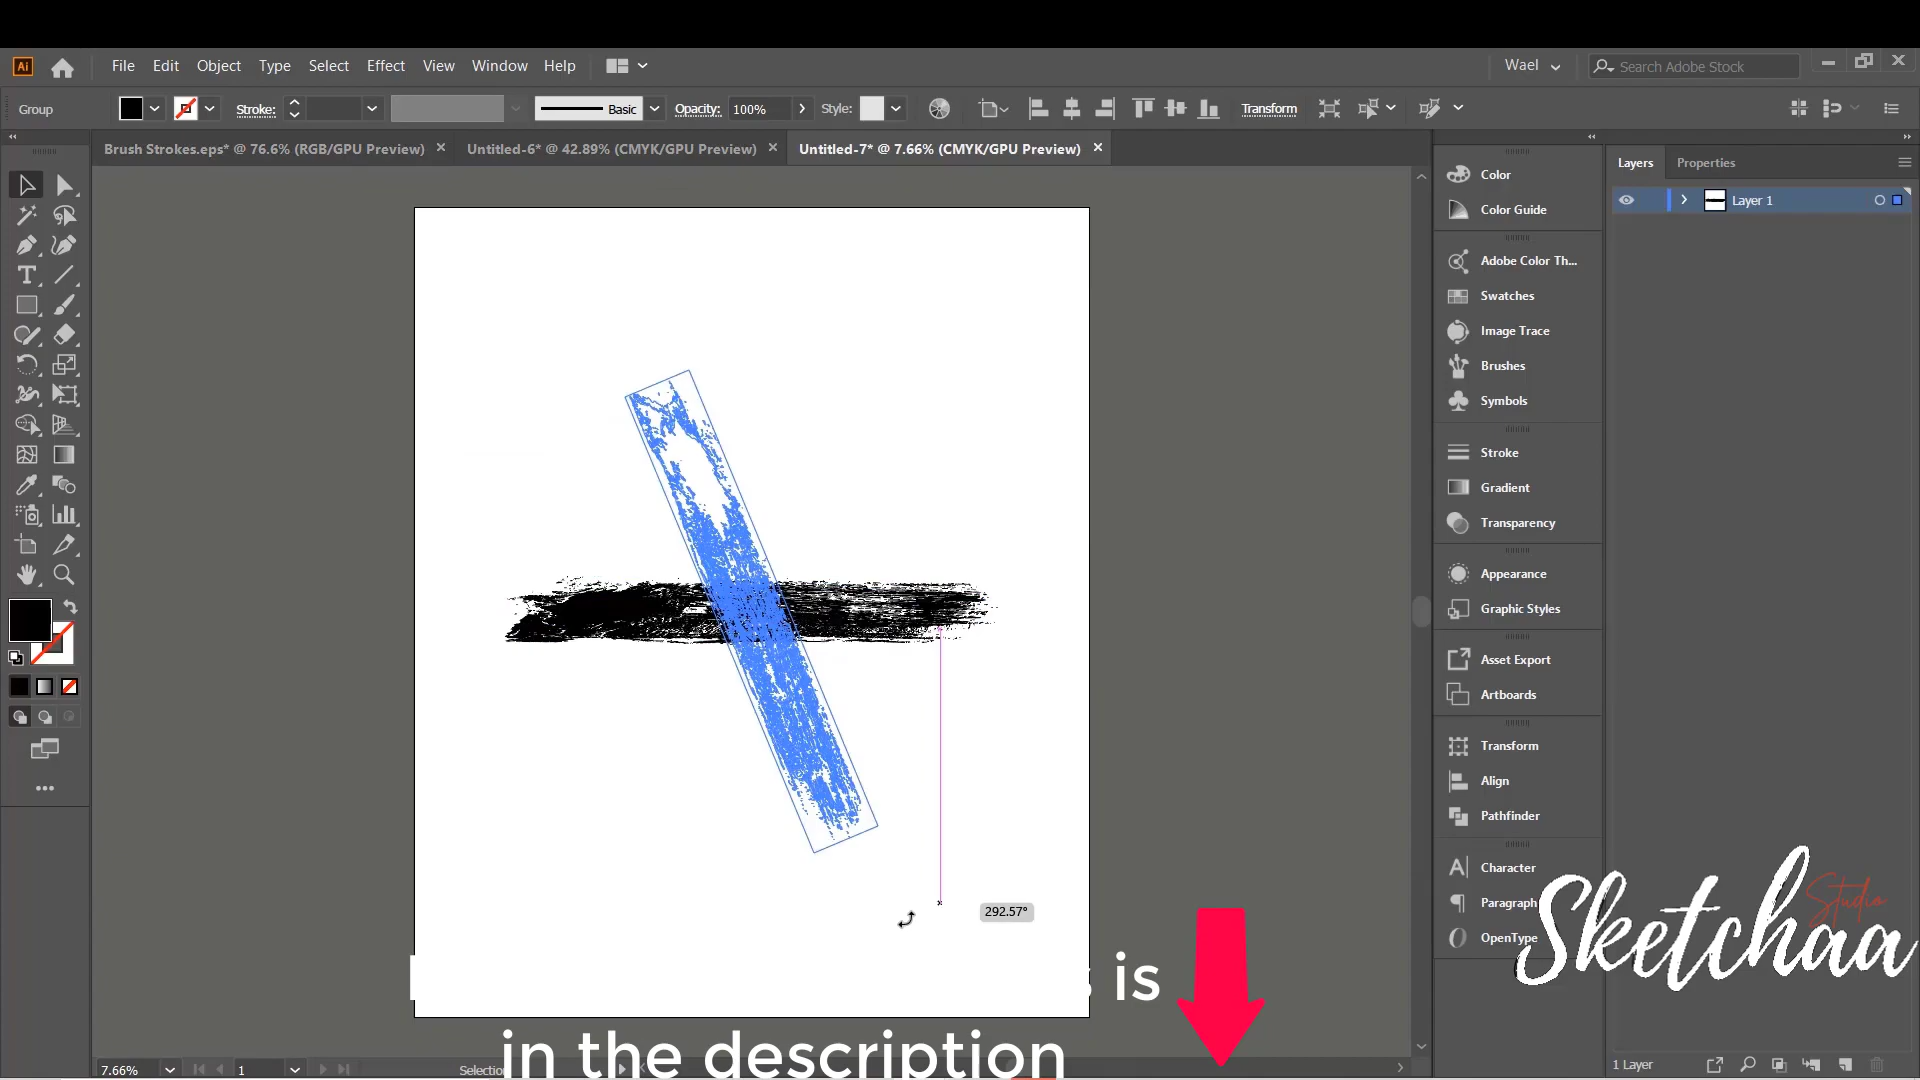 Ai
File Edit Object Type Select Effect View Window Help
Wael
Search Adobe Stock
Group
Stroke:
Basic
Opacity: 100%
Style:
Transform
Brush Strokes.eps* @ 76.6% (RGB/GPU Preview)
Untitled-6* @ 42.89% (CMYK/GPU Preview)
Untitled-7* @ 7.66% (CMYK/GPU Preview)
Color
Color Guide
Adobe Color Th...
Swatches
Image Trace
Brushes
Symbols
Stroke
Gradient
Transparency
Appearance
Graphic Styles
Asset Export
Artboards
Transform
Align
Pathfinder
Character
Paragraph
OpenType
Layers Properties
Layer 1
292.57°
Studio
Sketchaa
is
in the description
7.66%
1
1 Layer